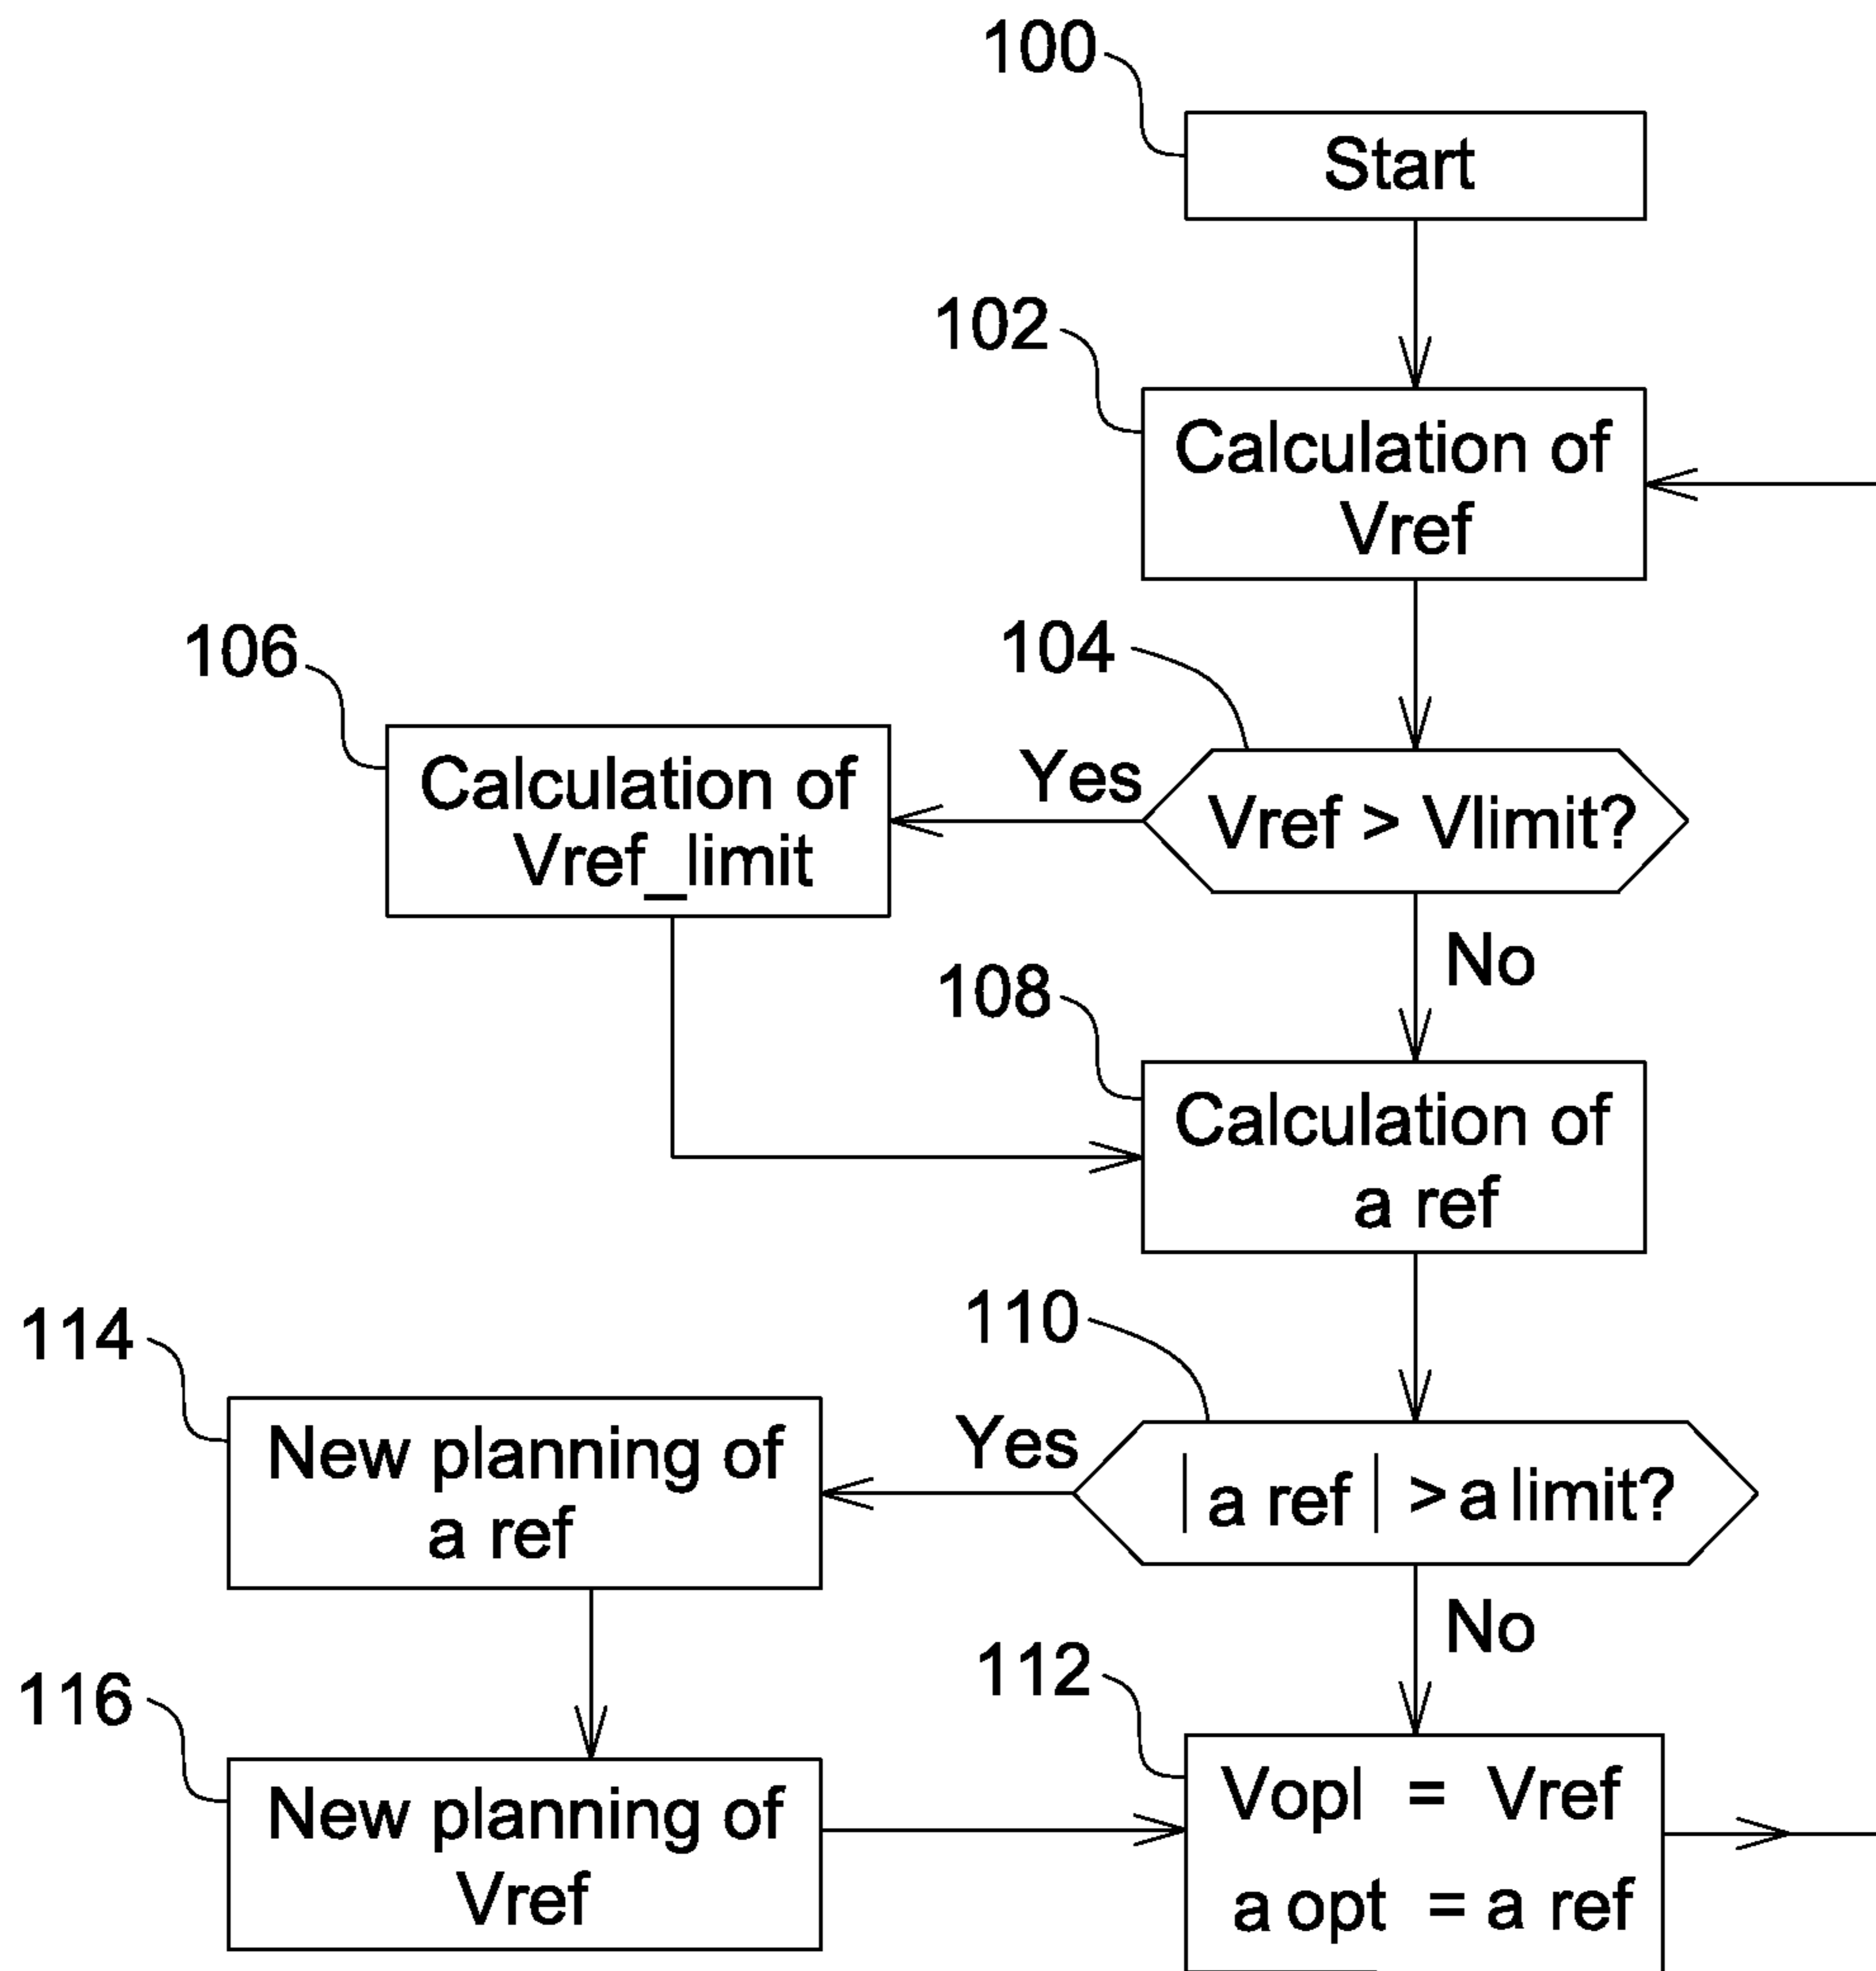 100
Start
102
Calculation of
Vref
104
Vref > Vlimit?
Yes
106
Calculation of
Vref_limit
No
108
Calculation of
a ref
110
| a ref | > a limit?
Yes
114
New planning of
a ref
No
116
New planning of
Vref
112
Vopl = Vref
a opt = a ref